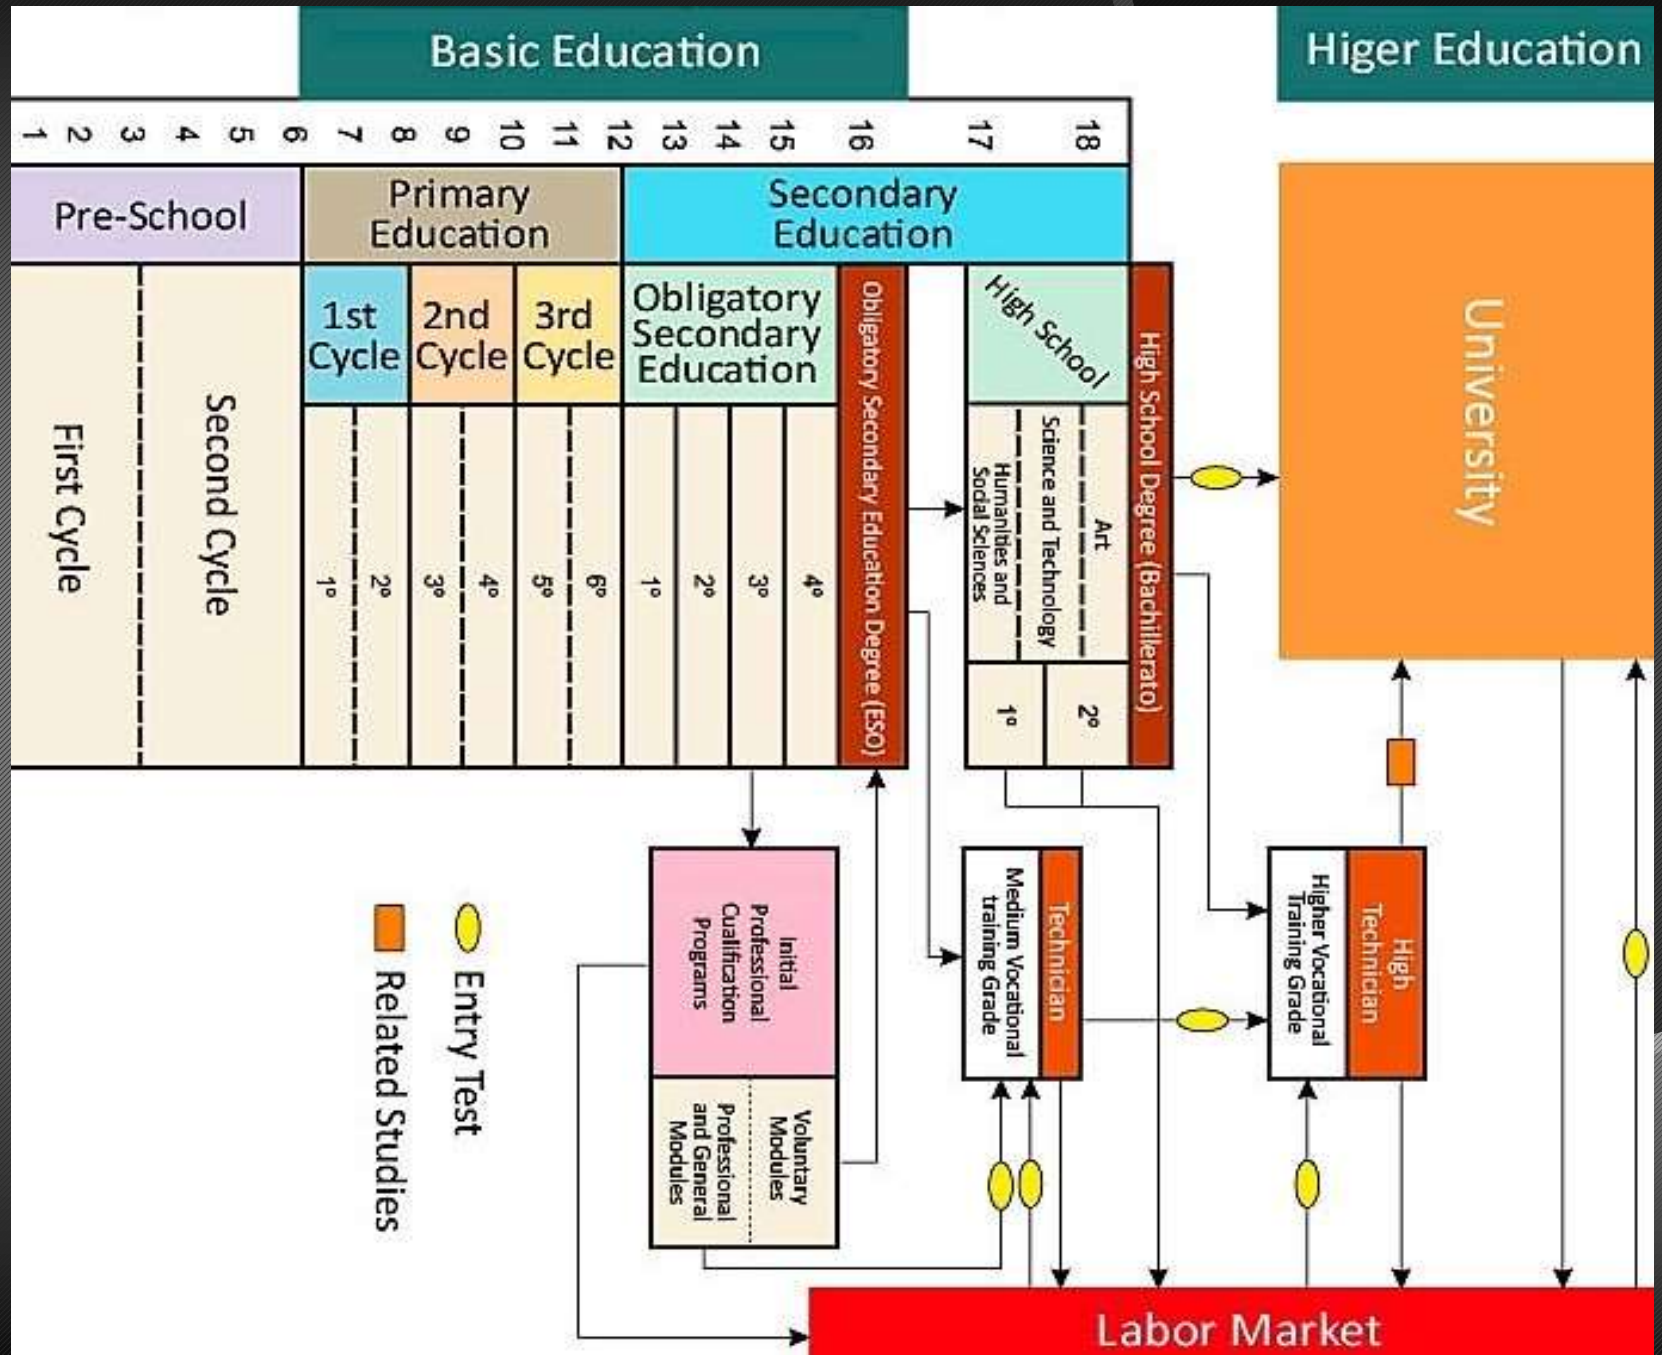 Basic Education
Higer Education
1 2 3 4 5 6 7 8 9 10 11 12 13 14 15 16 17 18
Pre-School
Primary
Education
Secondary
Education
First Cycle
Second Cycle
1st
Cycle
2nd
Cycle
3rd
Cycle
Obligatory
Secondary
Education
Obligatory Secondary Education Degree (ESO)
High School
High School Degree (Bachillerato)
University
Humanities and
Social Sciences
Science and Technology
Art
1º 2º 3º 4º 5º 6º 1º 2º 3º 4º
1º 2º
Initial
Professional
Cualification
Programs
Voluntary
Modules
Professional
and General
Modules
Technician
Medium Vocational
training Grade
High
Technician
Higher Vocational
Training Grade
Entry Test
Related Studies
Labor Market